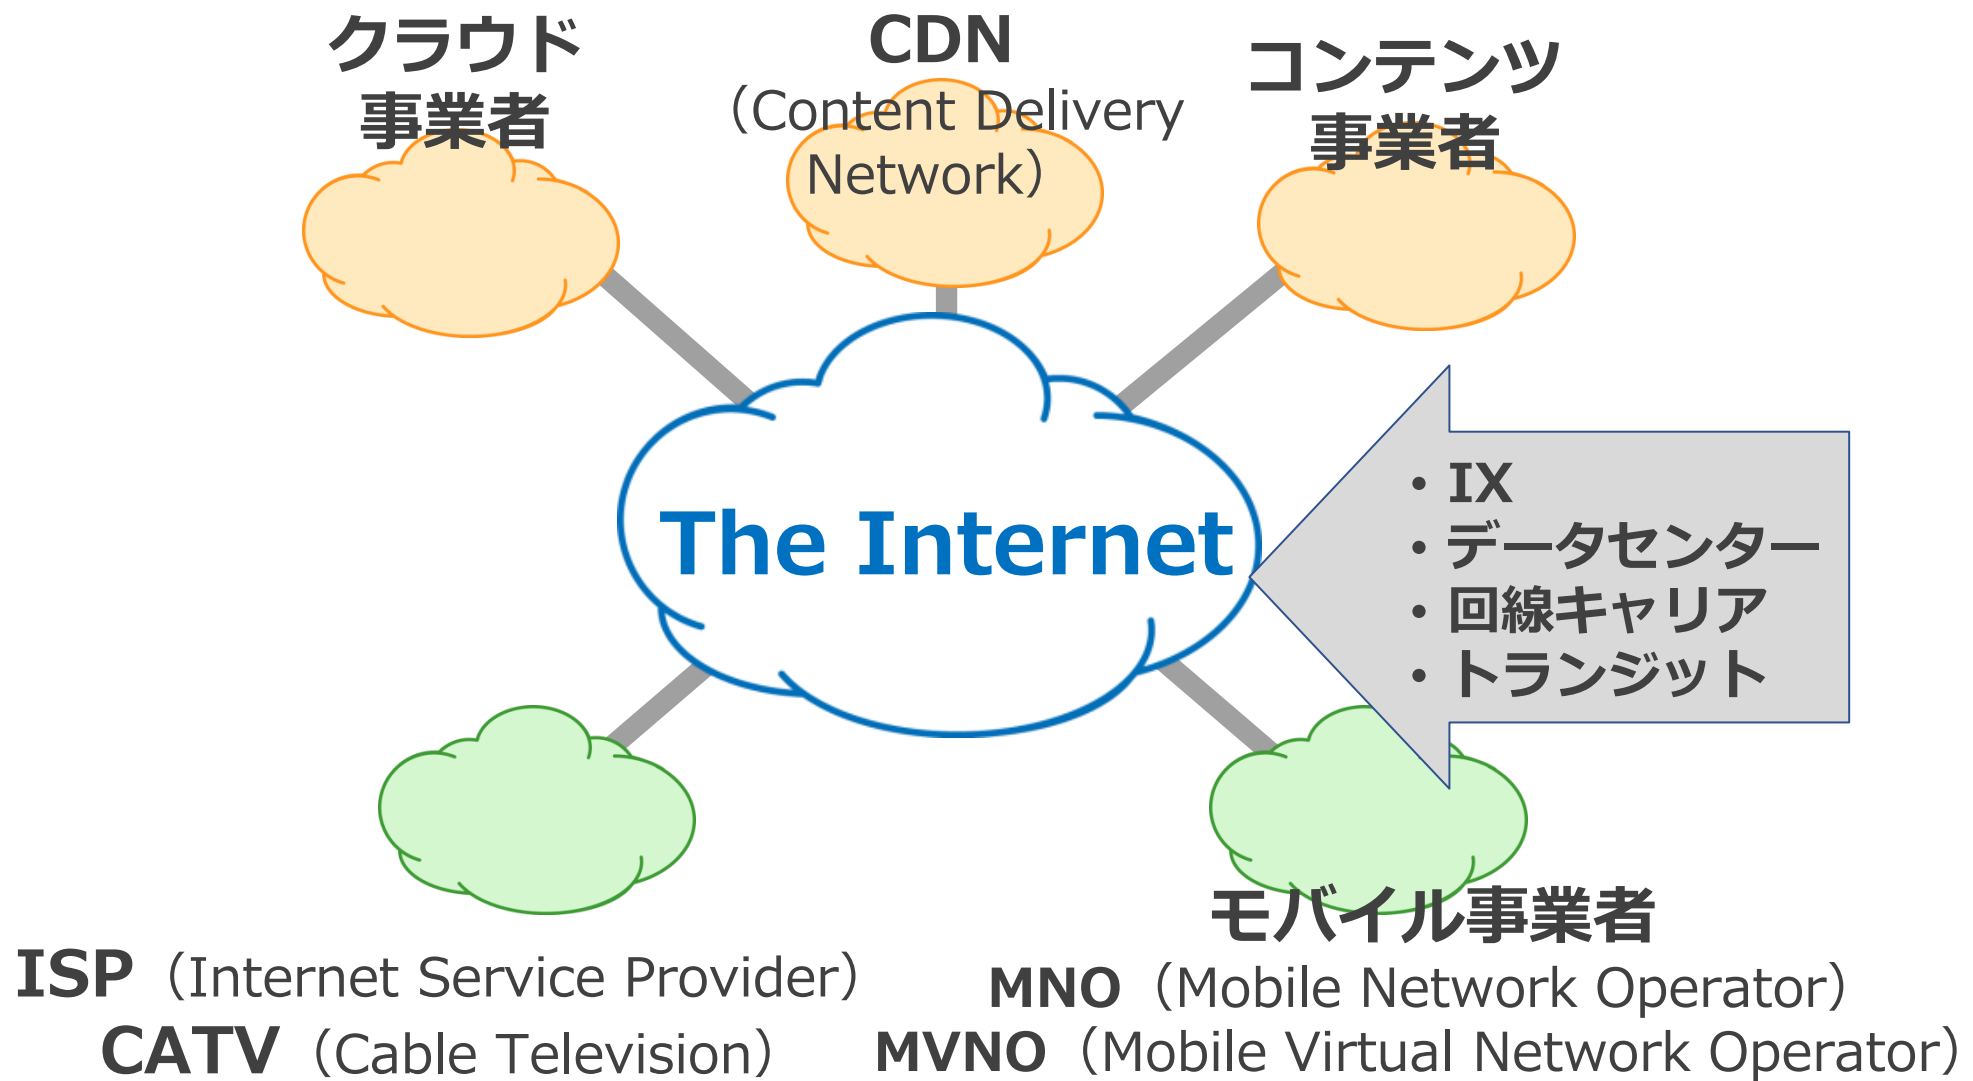 クラウド
事業者
CDN
（Content Delivery
Network）
コンテンツ
事業者
The Internet
・IX
・データセンター
・回線キャリア
・トランジット
ISP（Internet Service Provider）
CATV（Cable Television）
モバイル事業者
MNO（Mobile Network Operator）
MVNO（Mobile Virtual Network Operator）